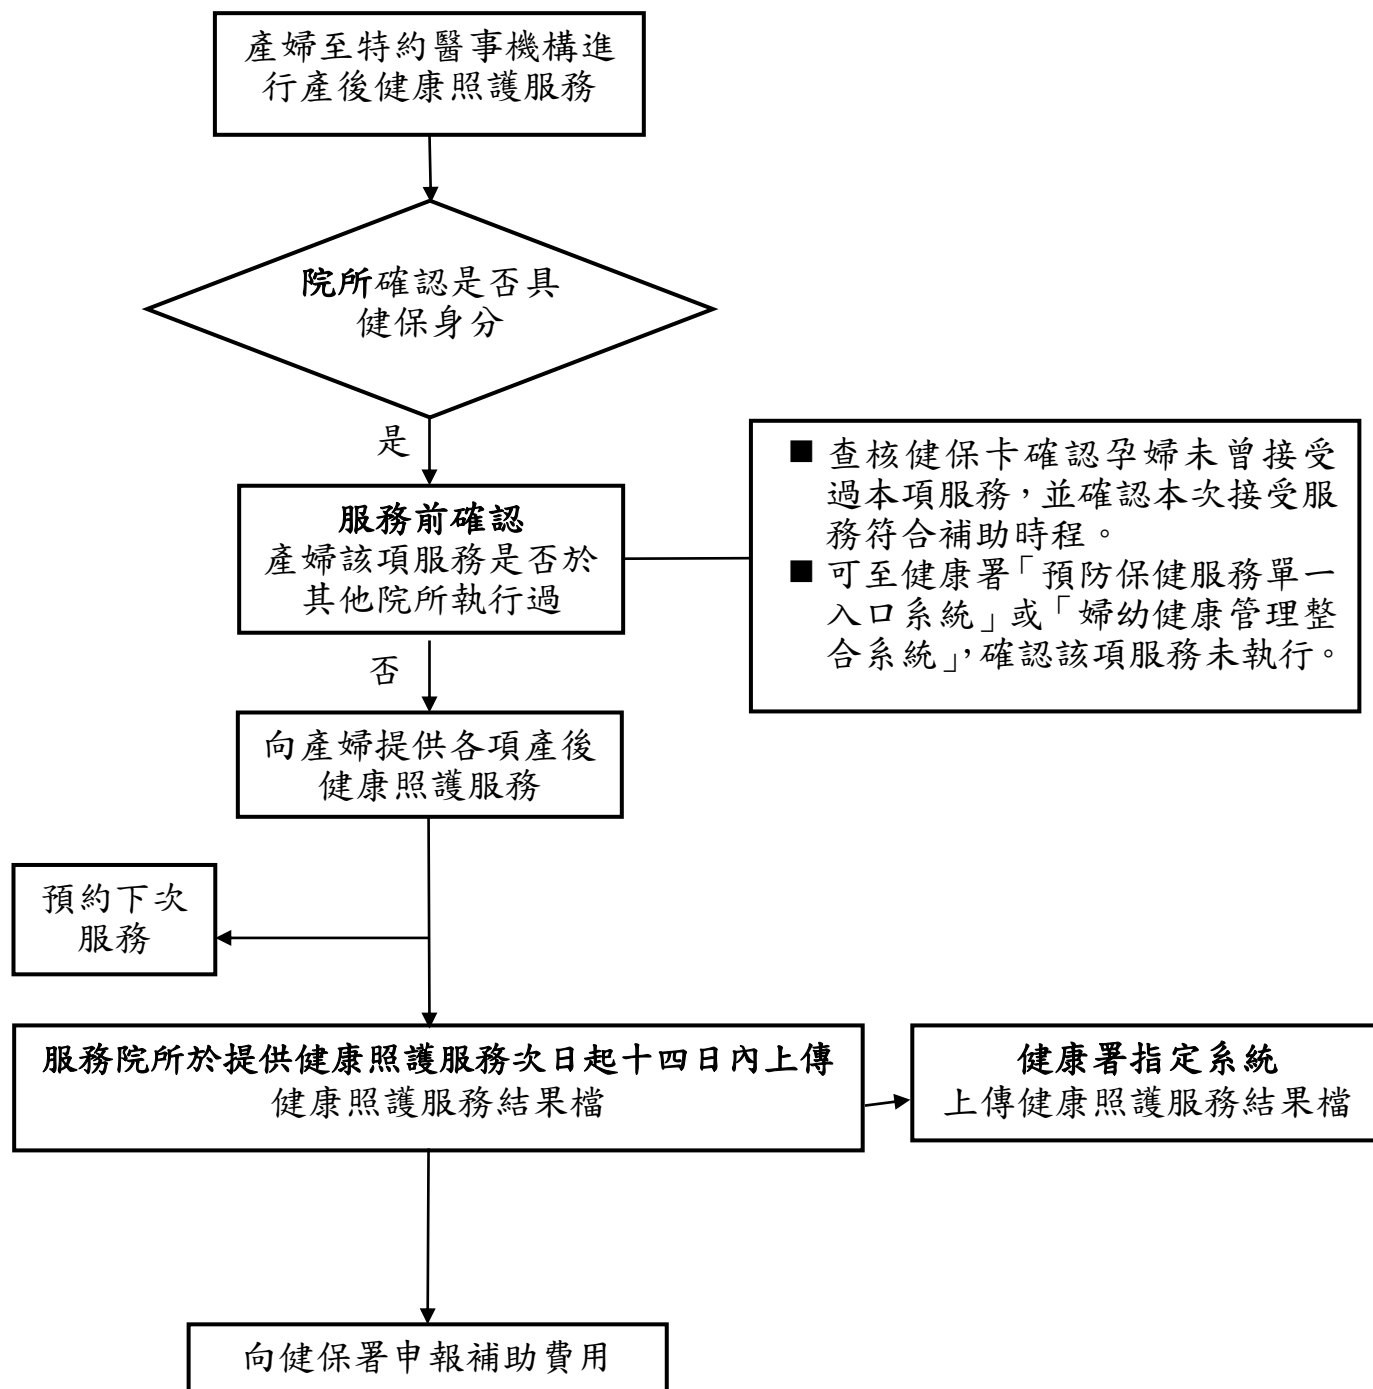 產婦至特約醫事機構進
行產後健康照護服務
院所確認是否具
健保身分
是
服務前確認
產婦該項服務是否於
其他院所執行過
■ 查核健保卡確認孕婦未曾接受
過本項服務，並確認本次接受服
務符合補助時程。
■ 可至健康署「預防保健服務單一
入口系統」或「婦幼健康管理整
合系統」，確認該項服務未執行。
否
向產婦提供各項產後
健康照護服務
預約下次
服務
服務院所於提供健康照護服務次日起十四日內上傳
健康照護服務結果檔
健康署指定系統
上傳健康照護服務結果檔
向健保署申報補助費用